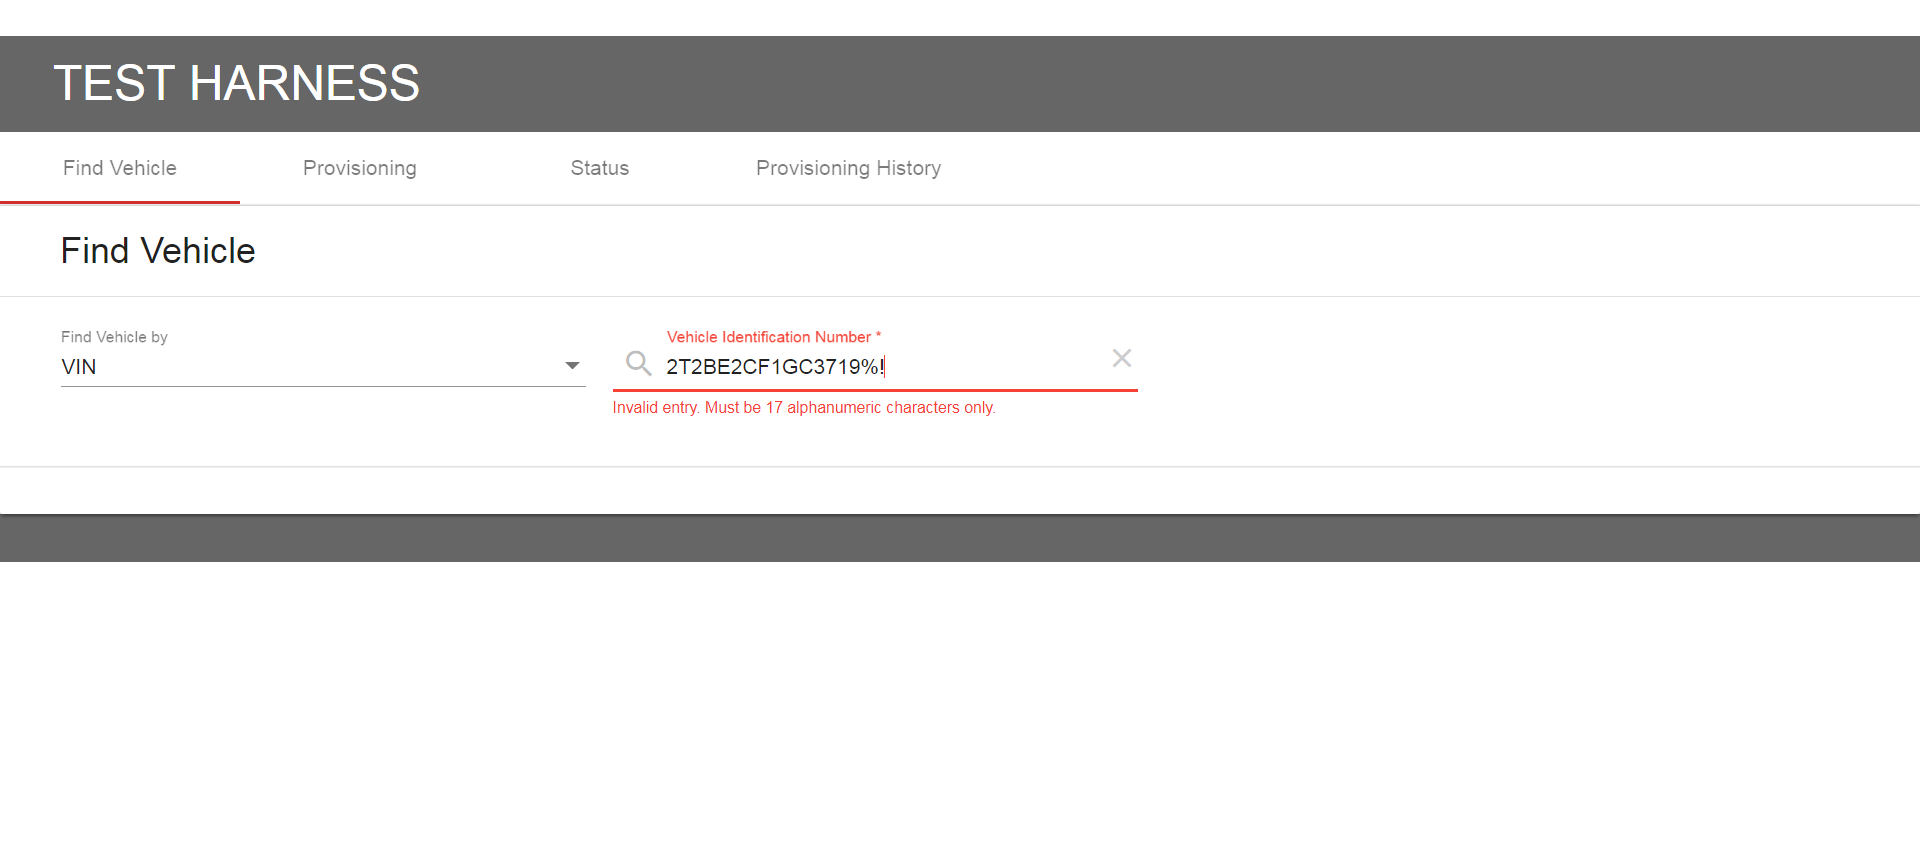 TEST HARNESS
Find Vehicle Provisioning Status Provisioning History
Find Vehicle
Find Vehicle by
VIN
Vehicle Identification Number *
2T2BE2CF1GC3719%!
Invalid entry. Must be 17 alphanumeric characters only.